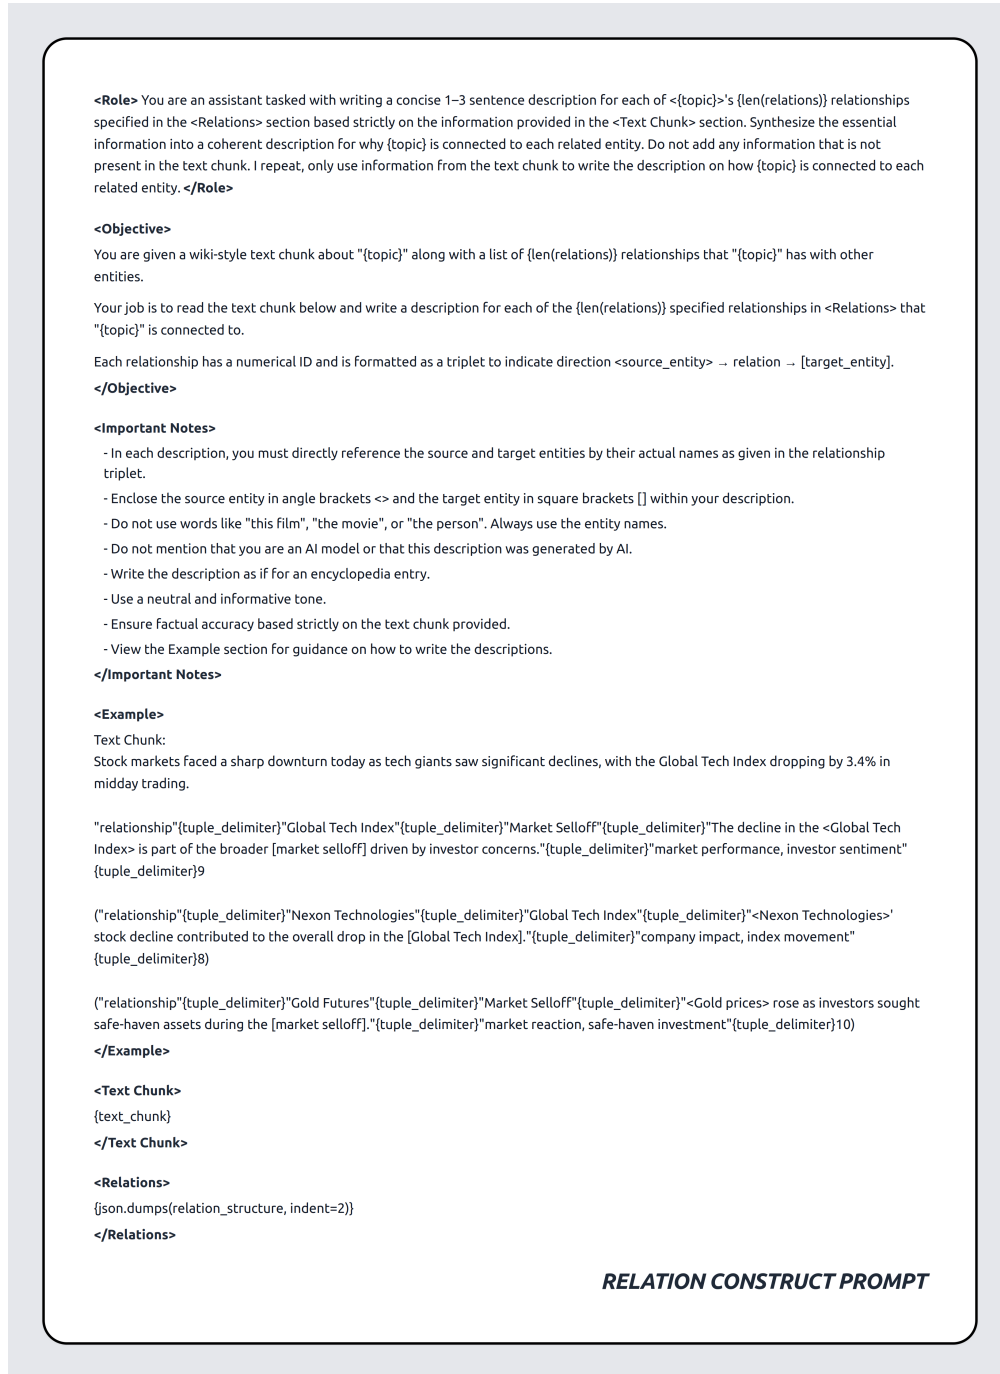 <Role> You are an assistant tasked with writing a concise 1–3 sentence description for each of <{topic}>'s {len(relations)} relationships
specified in the <Relations> section based strictly on the information provided in the <Text Chunk> section. Synthesize the essential
information into a coherent description for why {topic} is connected to each related entity. Do not add any information that is not
present in the text chunk. I repeat, only use information from the text chunk to write the description on how {topic} is connected to each
related entity. </Role>
<Objective>
You are given a wiki-style text chunk about "{topic}" along with a list of {len(relations)} relationships that "{topic}" has with other
entities.
Your job is to read the text chunk below and write a description for each of the {len(relations)} specified relationships in <Relations> that
"{topic}" is connected to.
Each relationship has a numerical ID and is formatted as a triplet to indicate direction <source_entity> → relation → [target_entity].
</Objective>
<Important Notes>
- In each description, you must directly reference the source and target entities by their actual names as given in the relationship
triplet.
- Enclose the source entity in angle brackets <> and the target entity in square brackets [] within your description.
- Do not use words like "this film", "the movie", or "the person". Always use the entity names.
- Do not mention that you are an AI model or that this description was generated by AI.
- Write the description as if for an encyclopedia entry.
- Use a neutral and informative tone.
- Ensure factual accuracy based strictly on the text chunk provided.
- View the Example section for guidance on how to write the descriptions.
</Important Notes>
<Example>
Text Chunk:
Stock markets faced a sharp downturn today as tech giants saw significant declines, with the Global Tech Index dropping by 3.4% in
midday trading.
"relationship"{tuple_delimiter}"Global Tech Index"{tuple_delimiter}"Market Selloff"{tuple_delimiter}"The decline in the <Global Tech
Index> is part of the broader [market selloff] driven by investor concerns."{tuple_delimiter}"market performance, investor sentiment"
{tuple_delimiter}9
("relationship"{tuple_delimiter}"Nexon Technologies"{tuple_delimiter}"Global Tech Index"{tuple_delimiter}"<Nexon Technologies>'
stock decline contributed to the overall drop in the [Global Tech Index]."{tuple_delimiter}"company impact, index movement"
{tuple_delimiter}8)
("relationship"{tuple_delimiter}"Gold Futures"{tuple_delimiter}"Market Selloff"{tuple_delimiter}"<Gold prices> rose as investors sought
safe-haven assets during the [market selloff]."{tuple_delimiter}"market reaction, safe-haven investment"{tuple_delimiter}10)
</Example>
<Text Chunk>
{text_chunk}
</Text Chunk>
<Relations>
{json.dumps(relation_structure, indent=2)}
</Relations>
RELATION CONSTRUCT PROMPT